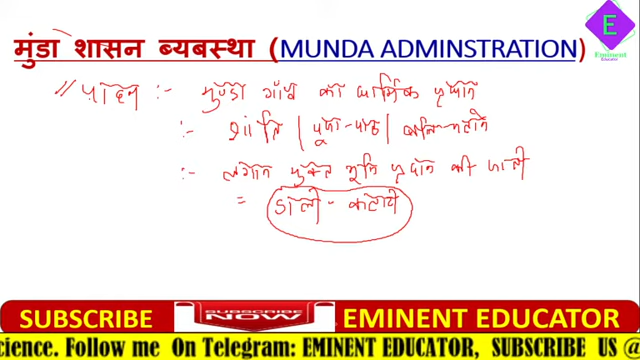 मुंडा शासन ब्यबस्था (MUNDA ADMINSTRATION)
E
Eminent
// पाहन :- मुण्डा गाँव का धार्मिक प्रधान
:- शांति | पूजा-पाठ | बलि-चढ़ाने
:- लगान मुक्त भूमि प्रदान की जाती
= डाली - कतारी
SUBSCRIBE
SUBSCRIBE
NOW
EMINENT EDUCATOR
cience. Follow me On Telegram: EMINENT EDUCATOR, SUBSCRIBE US @